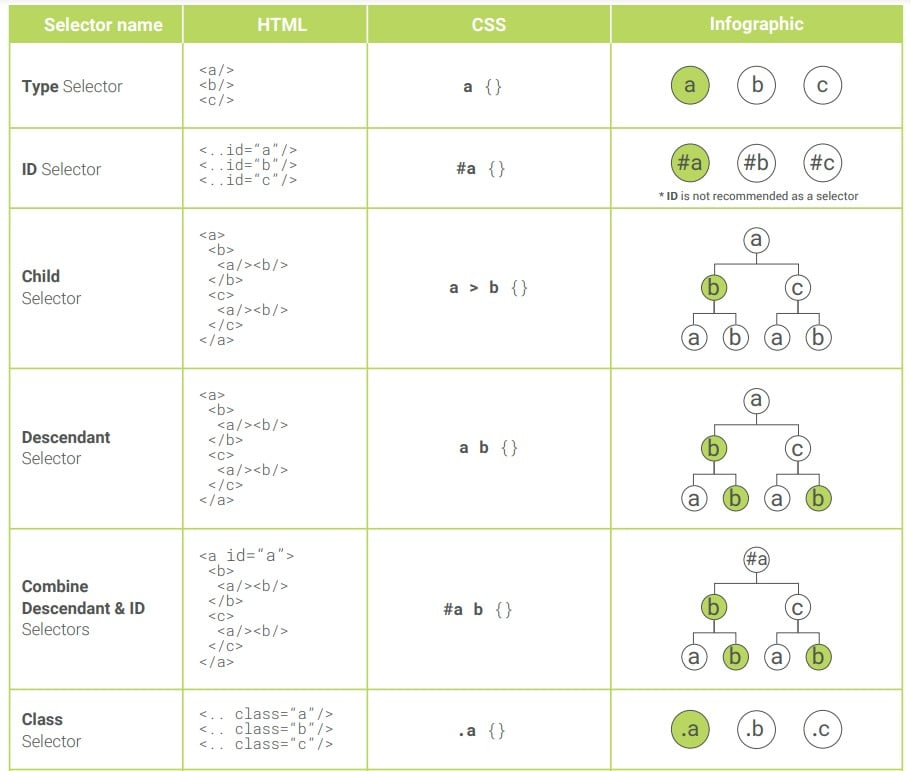 Selector name HTML CSS Infographic
Type Selector
<a/>
<b/>
<c/>
a {}
a b c
ID Selector
<..id="a"/>
<..id="b"/>
<..id="c"/>
#a {}
#a #b #c
* ID is not recommended as a selector
Child
Selector
<a>
<b>
<a/><b/>
</b>
<c>
<a/><b/>
</c>
</a>
a > b {}
a
b c
a b a b
Descendant
Selector
<a>
<b>
<a/><b/>
</b>
<c>
<a/><b/>
</c>
</a>
a b {}
a
b c
a b a b
Combine
Descendant & ID
Selectors
<a id="a">
<b>
<a/><b/>
</b>
<c>
<a/><b/>
</c>
</a>
#a b {}
#a
b c
a b a b
Class
Selector
<.. class="a"/>
<.. class="b"/>
<.. class="c"/>
.a {}
.a .b .c